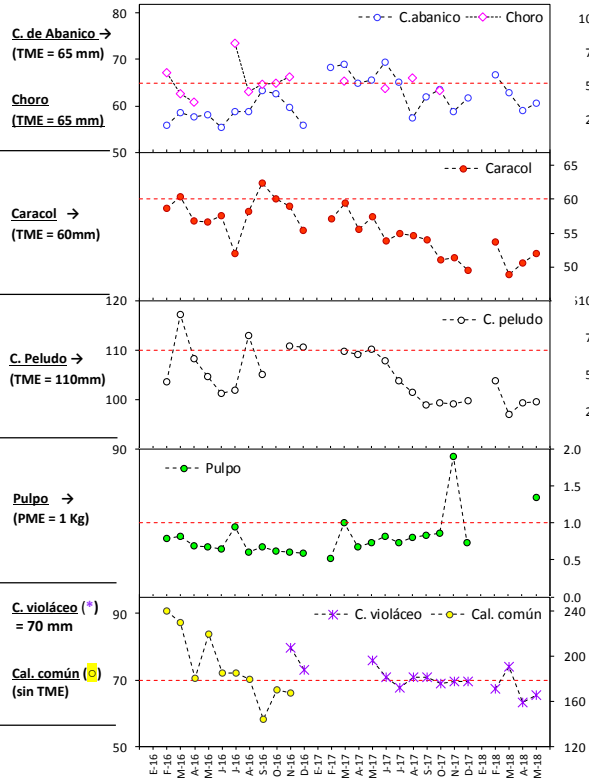 C. de Abanico →
(TME = 65 mm)
Choro
(TME = 65 mm)
80
70
60
50
C.abanico
Choro
Caracol →
(TME = 60mm)
Caracol
65
60
55
50
C. Peludo →
(TME = 110mm)
120
110
100
90
C. peludo
Pulpo →
(PME = 1 Kg)
Pulpo
2.0
1.5
1.0
0.5
0.0
C. violáceo (*)
= 70 mm
Cal. común (○)
(sin TME)
90
70
50
C. violáceo
Cal. común
240
200
160
120
E-16
F-16
M-16
A-16
M-16
J-16
J-16
A-16
S-16
O-16
N-16
D-16
E-17
F-17
M-17
A-17
M-17
J-17
J-17
A-17
S-17
O-17
N-17
D-17
E-18
F-18
M-18
A-18
M-18